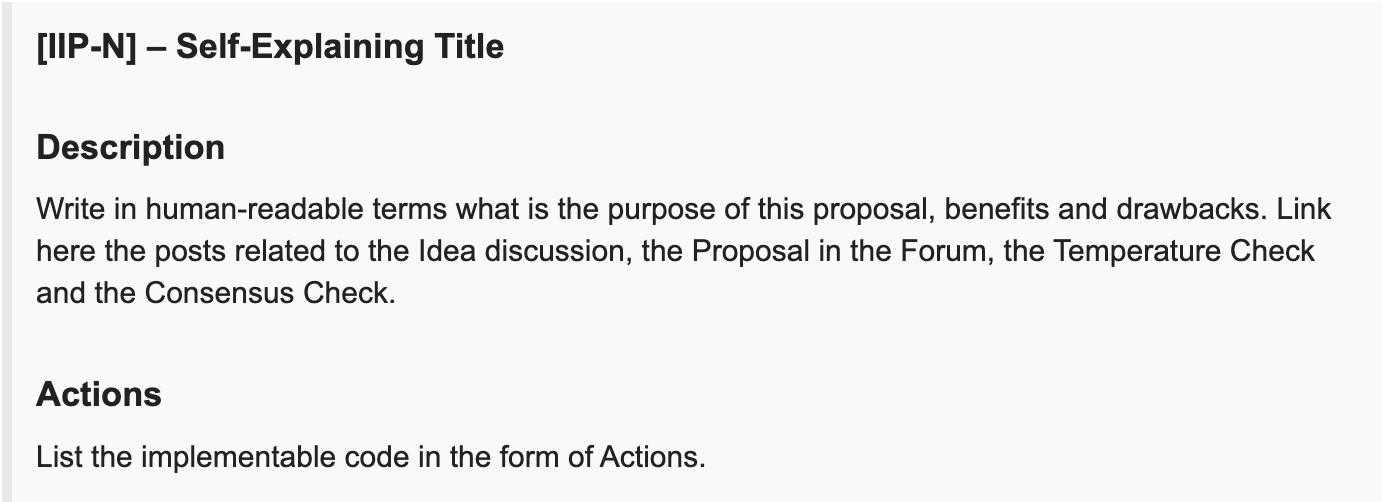 [IIP-N] – Self-Explaining Title
Description
Write in human-readable terms what is the purpose of this proposal, benefits and drawbacks. Link
here the posts related to the Idea discussion, the Proposal in the Forum, the Temperature Check
and the Consensus Check.
Actions
List the implementable code in the form of Actions.